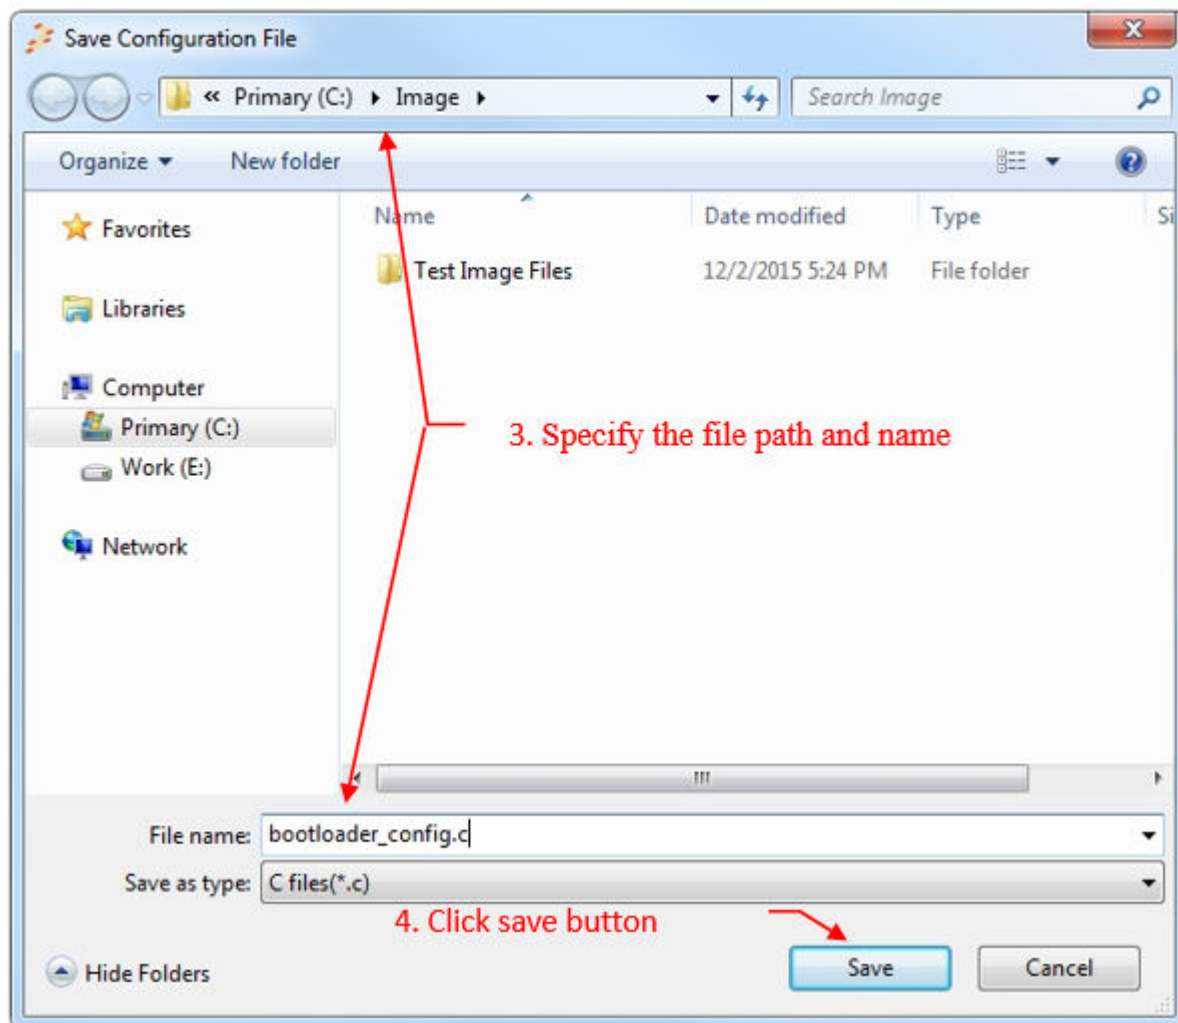 Save Configuration File
« Primary (C:) ▸ Image ▸
Search Image
Organize New folder
Name Date modified Type Si
Favorites
Test Image Files 12/2/2015 5:24 PM File folder
Libraries
Computer
Primary (C:)
3. Specify the file path and name
Work (E:)
Network
File name: bootloader_config.c
Save as type: C files(*.c)
4. Click save button
Hide Folders Save Cancel